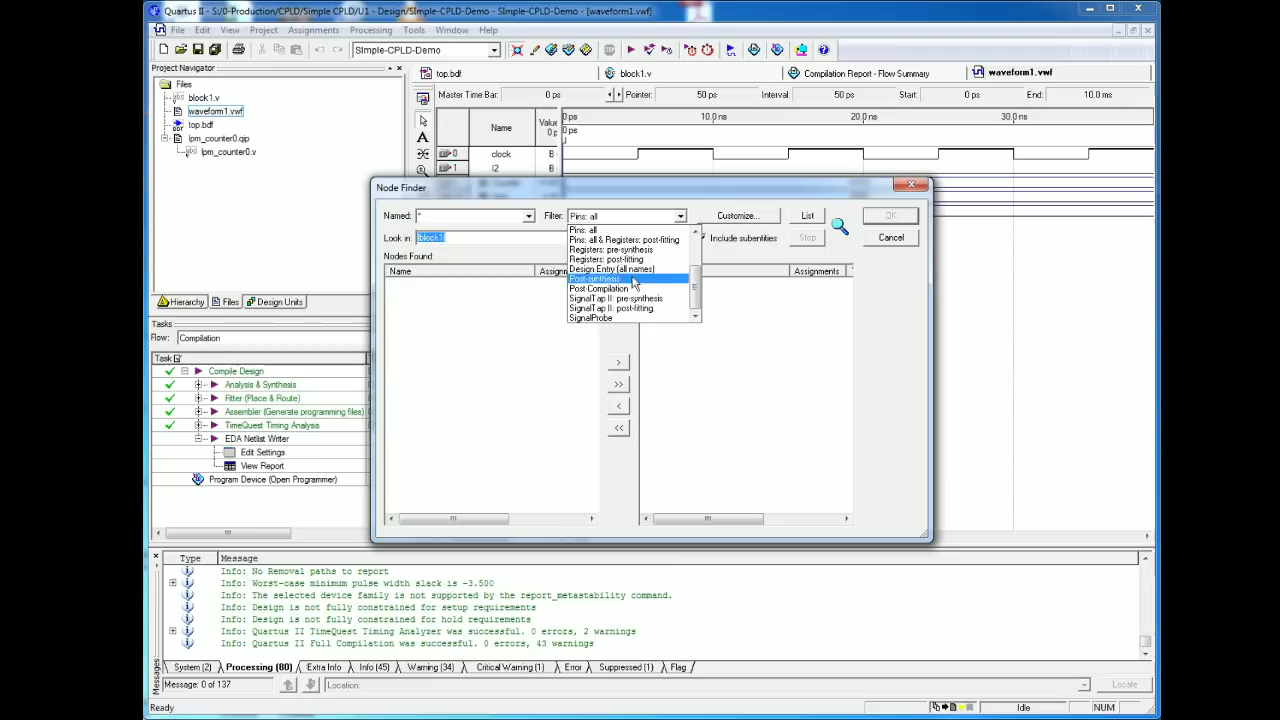 Quartus II - S:/0-Production/CPLD/Simple CPLD/U1 - Design/SImple-CPLD-Demo - SImple-CPLD-Demo - [waveform1.vwf]
File Edit View Project Assignments Processing Tools Window Help
SImple-CPLD-Demo
Project Navigator
top.bdf
block1.v
Compilation Report - Flow Summary
waveform1.vwf
Files
block1.v
waveform1.vwf
top.bdf
lpm_counter0.qip
lpm_counter0.v
Master Time Bar: 0 ps
Pointer: 50 ps
Interval: 50 ps
Start: 0 ps
End: 10.0 ms
Name
Value
0 p
0 ps 10.0 ns 20.0 ns 30.0 ns
0 ps
0 clock B
1 l2 B
Node Finder
Named: *
Filter: Pins: all
Customize...
List
OK
Look in: |block1|
Include subentities
Stop
Cancel
Pins: all
Pins: all & Registers: post-fitting
Registers: pre-synthesis
Registers: post-fitting
Design Entry (all names)
Post-synthesis
Post-Compilation
SignalTap II: pre-synthesis
SignalTap II: post-fitting
SignalProbe
Nodes Found:
Name
Assignments
>
>>
<
<<
Hierarchy Files Design Units
Tasks
Flow: Compilation
Task
Compile Design
Analysis & Synthesis
Fitter (Place & Route)
Assembler (Generate programming files)
TimeQuest Timing Analysis
EDA Netlist Writer
Edit Settings
View Report
Program Device (Open Programmer)
Type Message
Info: No Removal paths to report
Info: Worst-case minimum pulse width slack is -3.500
Info: The selected device family is not supported by the report_metastability command.
Info: Design is not fully constrained for setup requirements
Info: Design is not fully constrained for hold requirements
Info: Quartus II TimeQuest Timing Analyzer was successful. 0 errors, 2 warnings
Info: Quartus II Full Compilation was successful. 0 errors, 43 warnings
System (2) Processing (80) Extra Info Info (45) Warning (34) Critical Warning (1) Error Suppressed (1) Flag
Messages
Message: 0 of 137
Location:
Locate
Ready
Idle
NUM